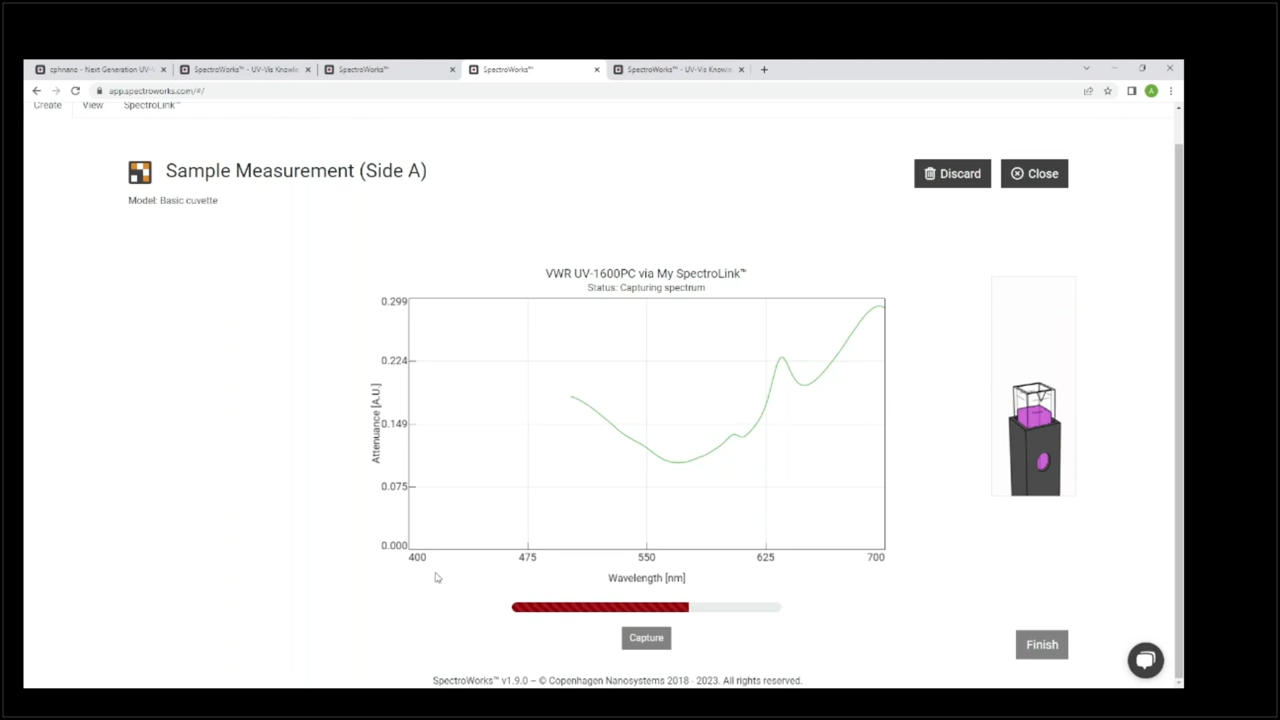 cphnano - Next Generation UV-
SpectroWorks™ - UV-Vis Knowle
SpectroWorks™
SpectroWorks™
SpectroWorks™ - UV-Vis Knowle
app.spectroworks.com/#/
A
Create View SpectroLink™
Sample Measurement (Side A)
Discard
Close
Model: Basic cuvette
VWR UV-1600PC via My SpectroLink™
Status: Capturing spectrum
0.299
0.224
0.149
0.075
0.000
Attenuance [A.U.]
400 475 550 625 700
Wavelength [nm]
Capture
Finish
SpectroWorks™ v1.9.0 – © Copenhagen Nanosystems 2018 - 2023. All rights reserved.